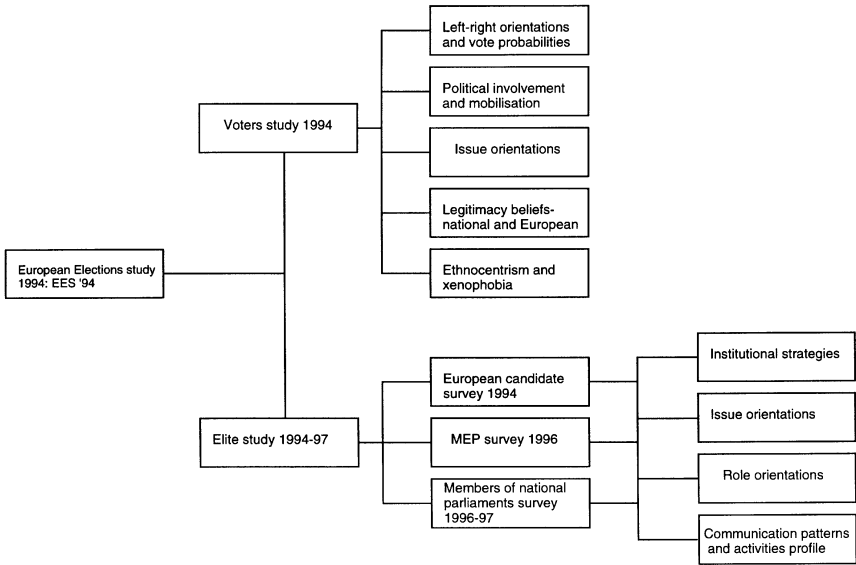 European Elections study
1994: EES '94
Voters study 1994
Left-right orientations
and vote probabilities
Political involvement
and mobilisation
Issue orientations
Legitimacy beliefs-
national and European
Ethnocentrism and
xenophobia
Elite study 1994-97
European candidate
survey 1994
MEP survey 1996
Members of national
parliaments survey
1996-97
Institutional strategies
Issue orientations
Role orientations
Communication patterns
and activities profile